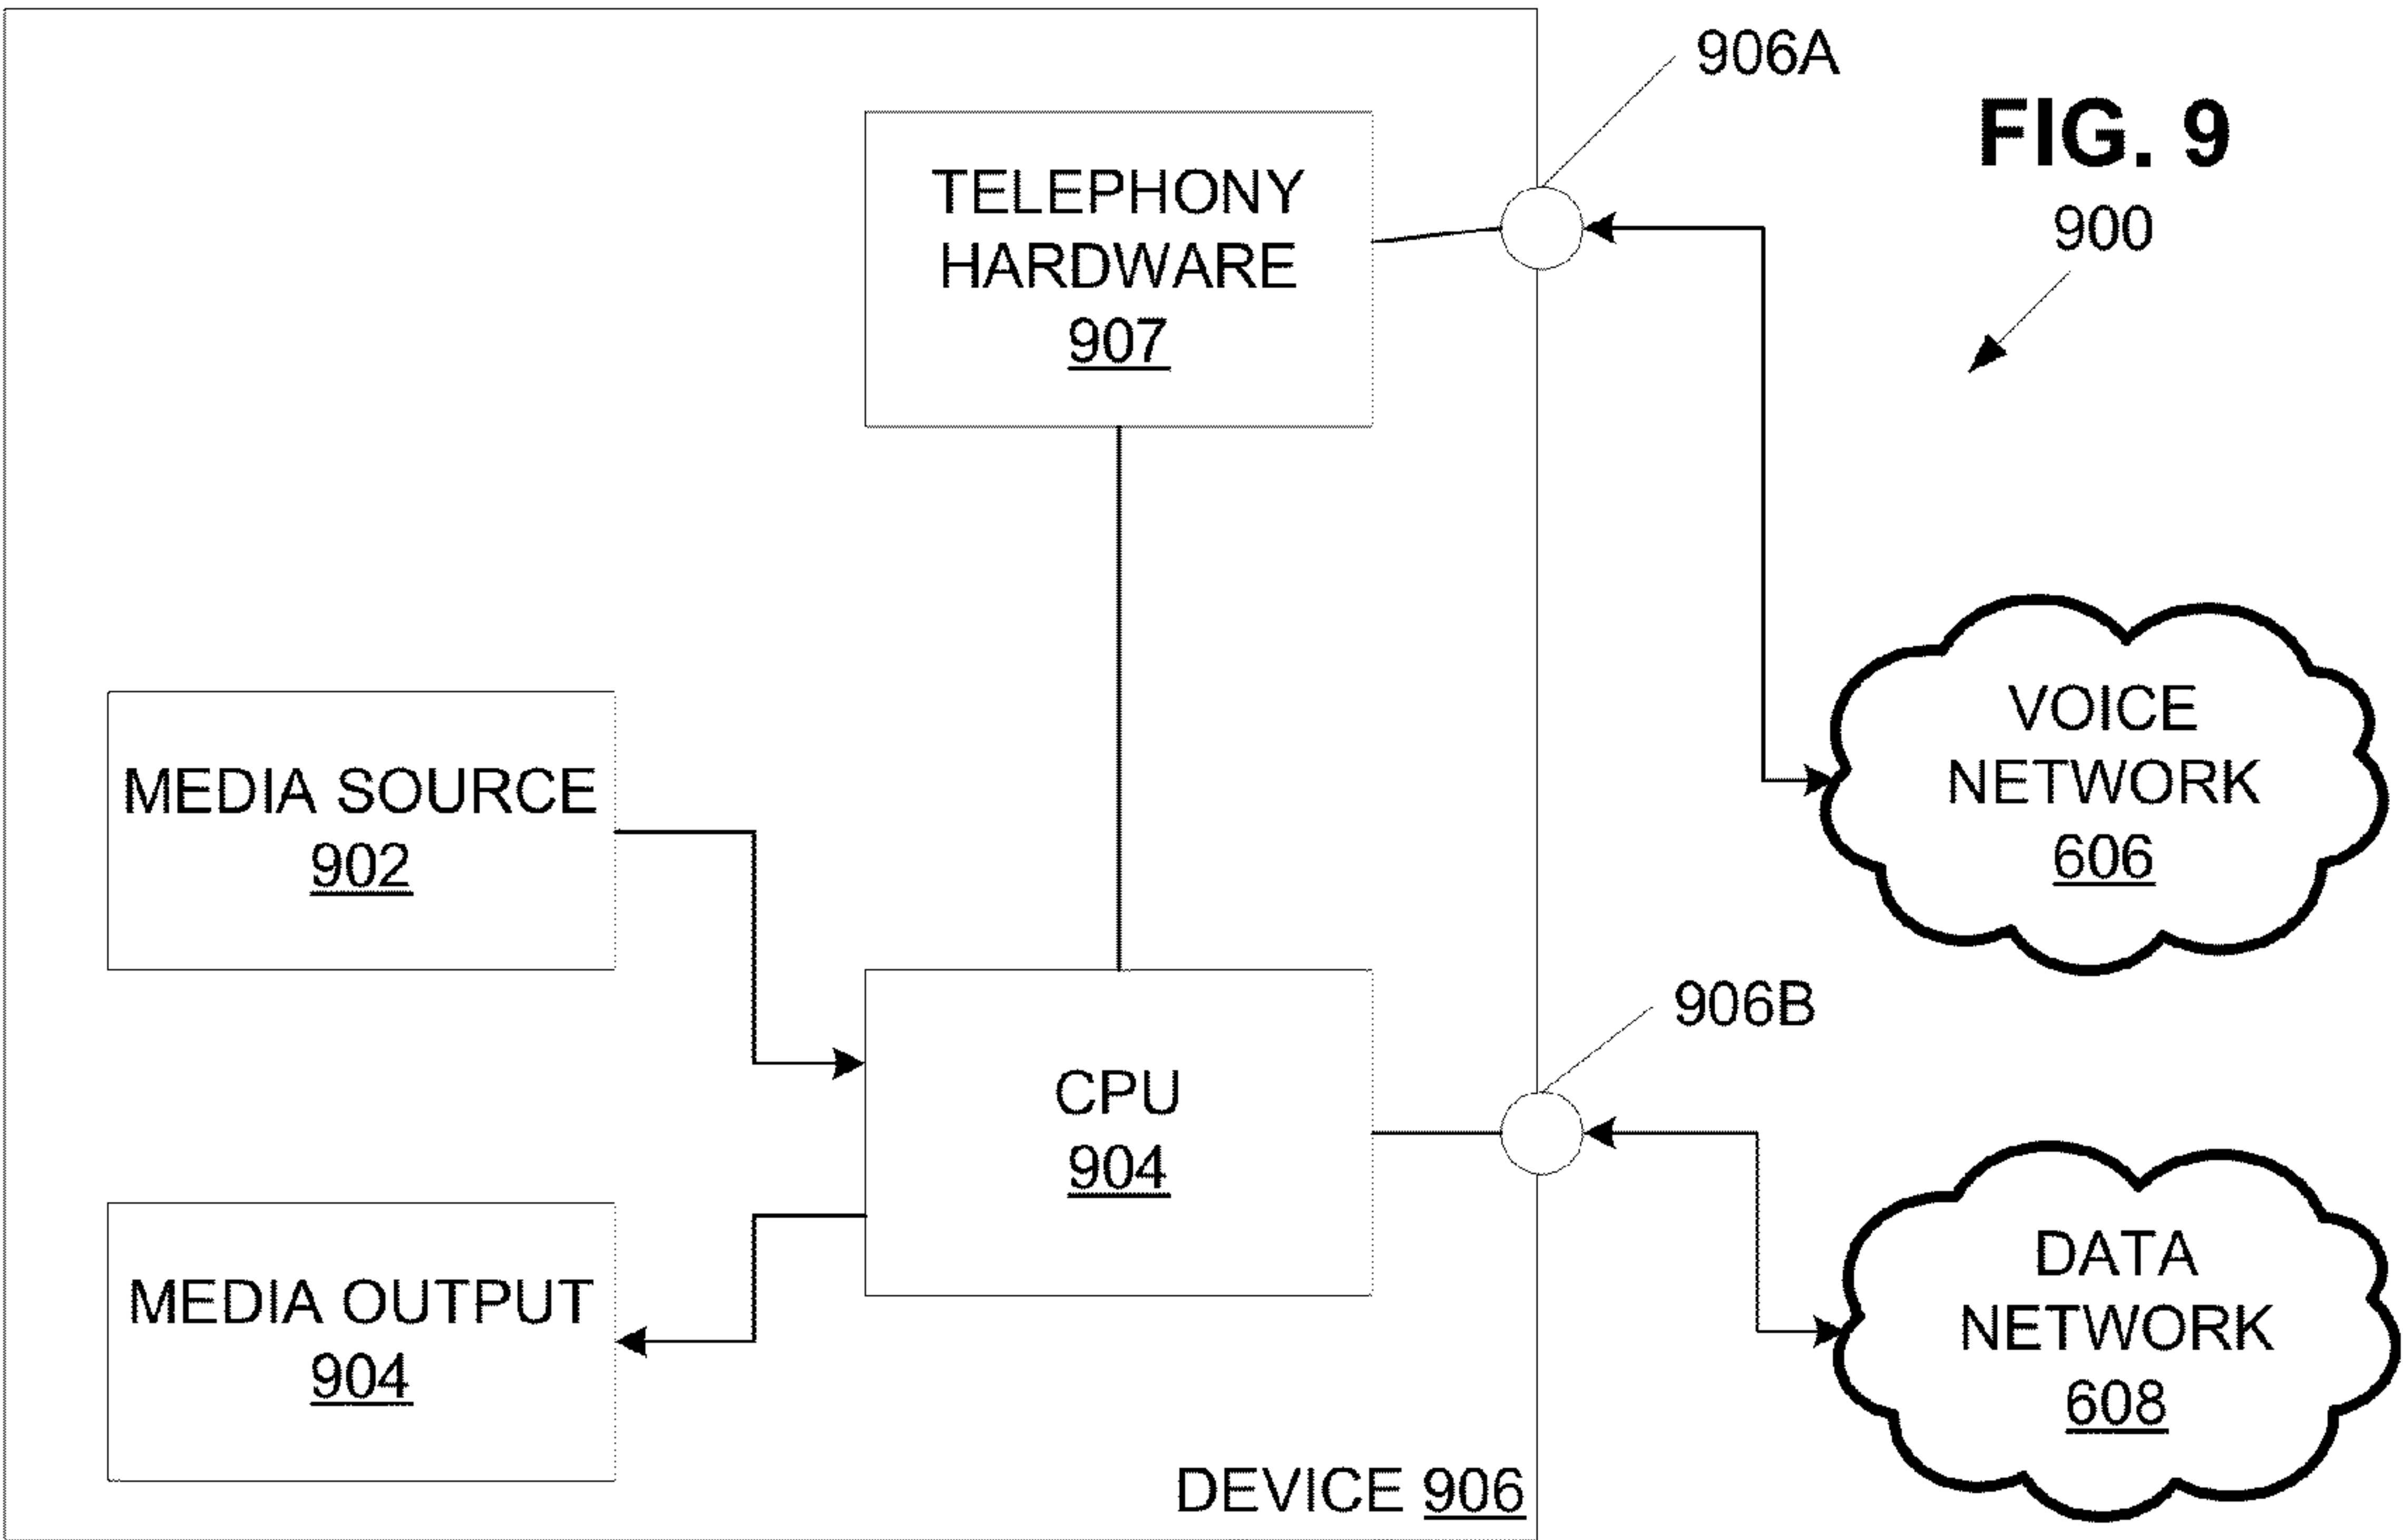 906A
FIG. 9
900
TELEPHONY
HARDWARE
907
VOICE
NETWORK
606
MEDIA SOURCE
902
906B
CPU
904
MEDIA OUTPUT
904
DATA
NETWORK
608
DEVICE 906